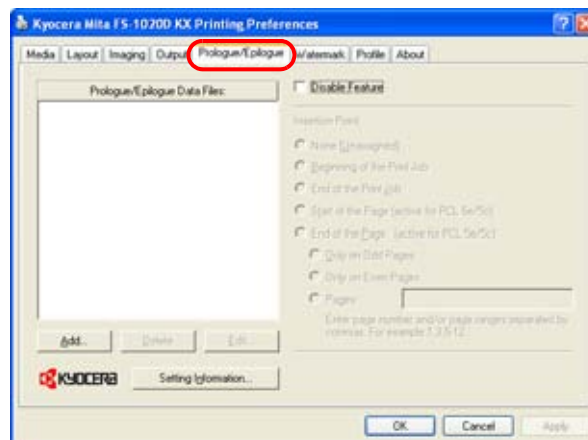 Kyocera Mita FS-1020D KX Printing Preferences
Media Layout Imaging Output Prologue/Epilogue Watermark Profile About
Prologue/Epilogue Data Files:
Disable Feature
Insertion Point
None (Unassigned)
Beginning of the Print Job
End of the Print Job
Start of the Page (active for PCL 5e/5c)
End of the Page (active for PCL 5e/5c)
Only on Odd Pages
Only on Even Pages
Pages
Enter page number and/or page ranges separated by
commas. For example 1,3,5-12
Add... Delete Edit...
KYOCERA
Setting Information...
OK Cancel Apply